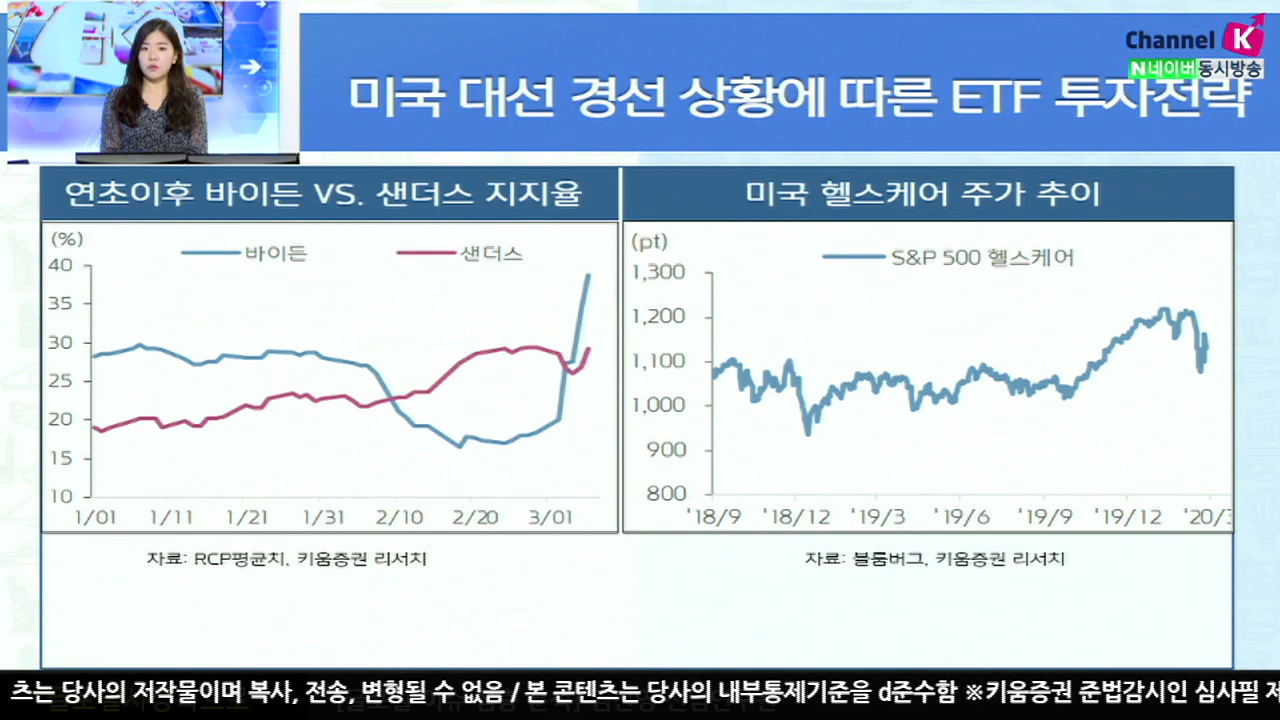 Channel K
N네이버 동시방송
미국 대선 경선 상황에 따른 ETF 투자전략
연초이후 바이든 VS. 샌더스 지지율
미국 헬스케어 주가 추이
(%)
바이든 샌더스
40
35
30
25
20
15
10
1/01 1/11 1/21 1/31 2/10 2/20 3/01
자료: RCP평균치, 키움증권 리서치
(pt)
S&P 500 헬스케어
1,300
1,200
1,100
1,000
900
800
'18/9 '18/12 '19/3 '19/6 '19/9 '19/12 '20/3
자료: 블룸버그, 키움증권 리서치
츠는 당사의 저작물이며 복사, 전송, 변형될 수 없음 / 본 콘텐츠는 당사의 내부통제기준을 d준수함 ※키움증권 준법감시인 심사필 제